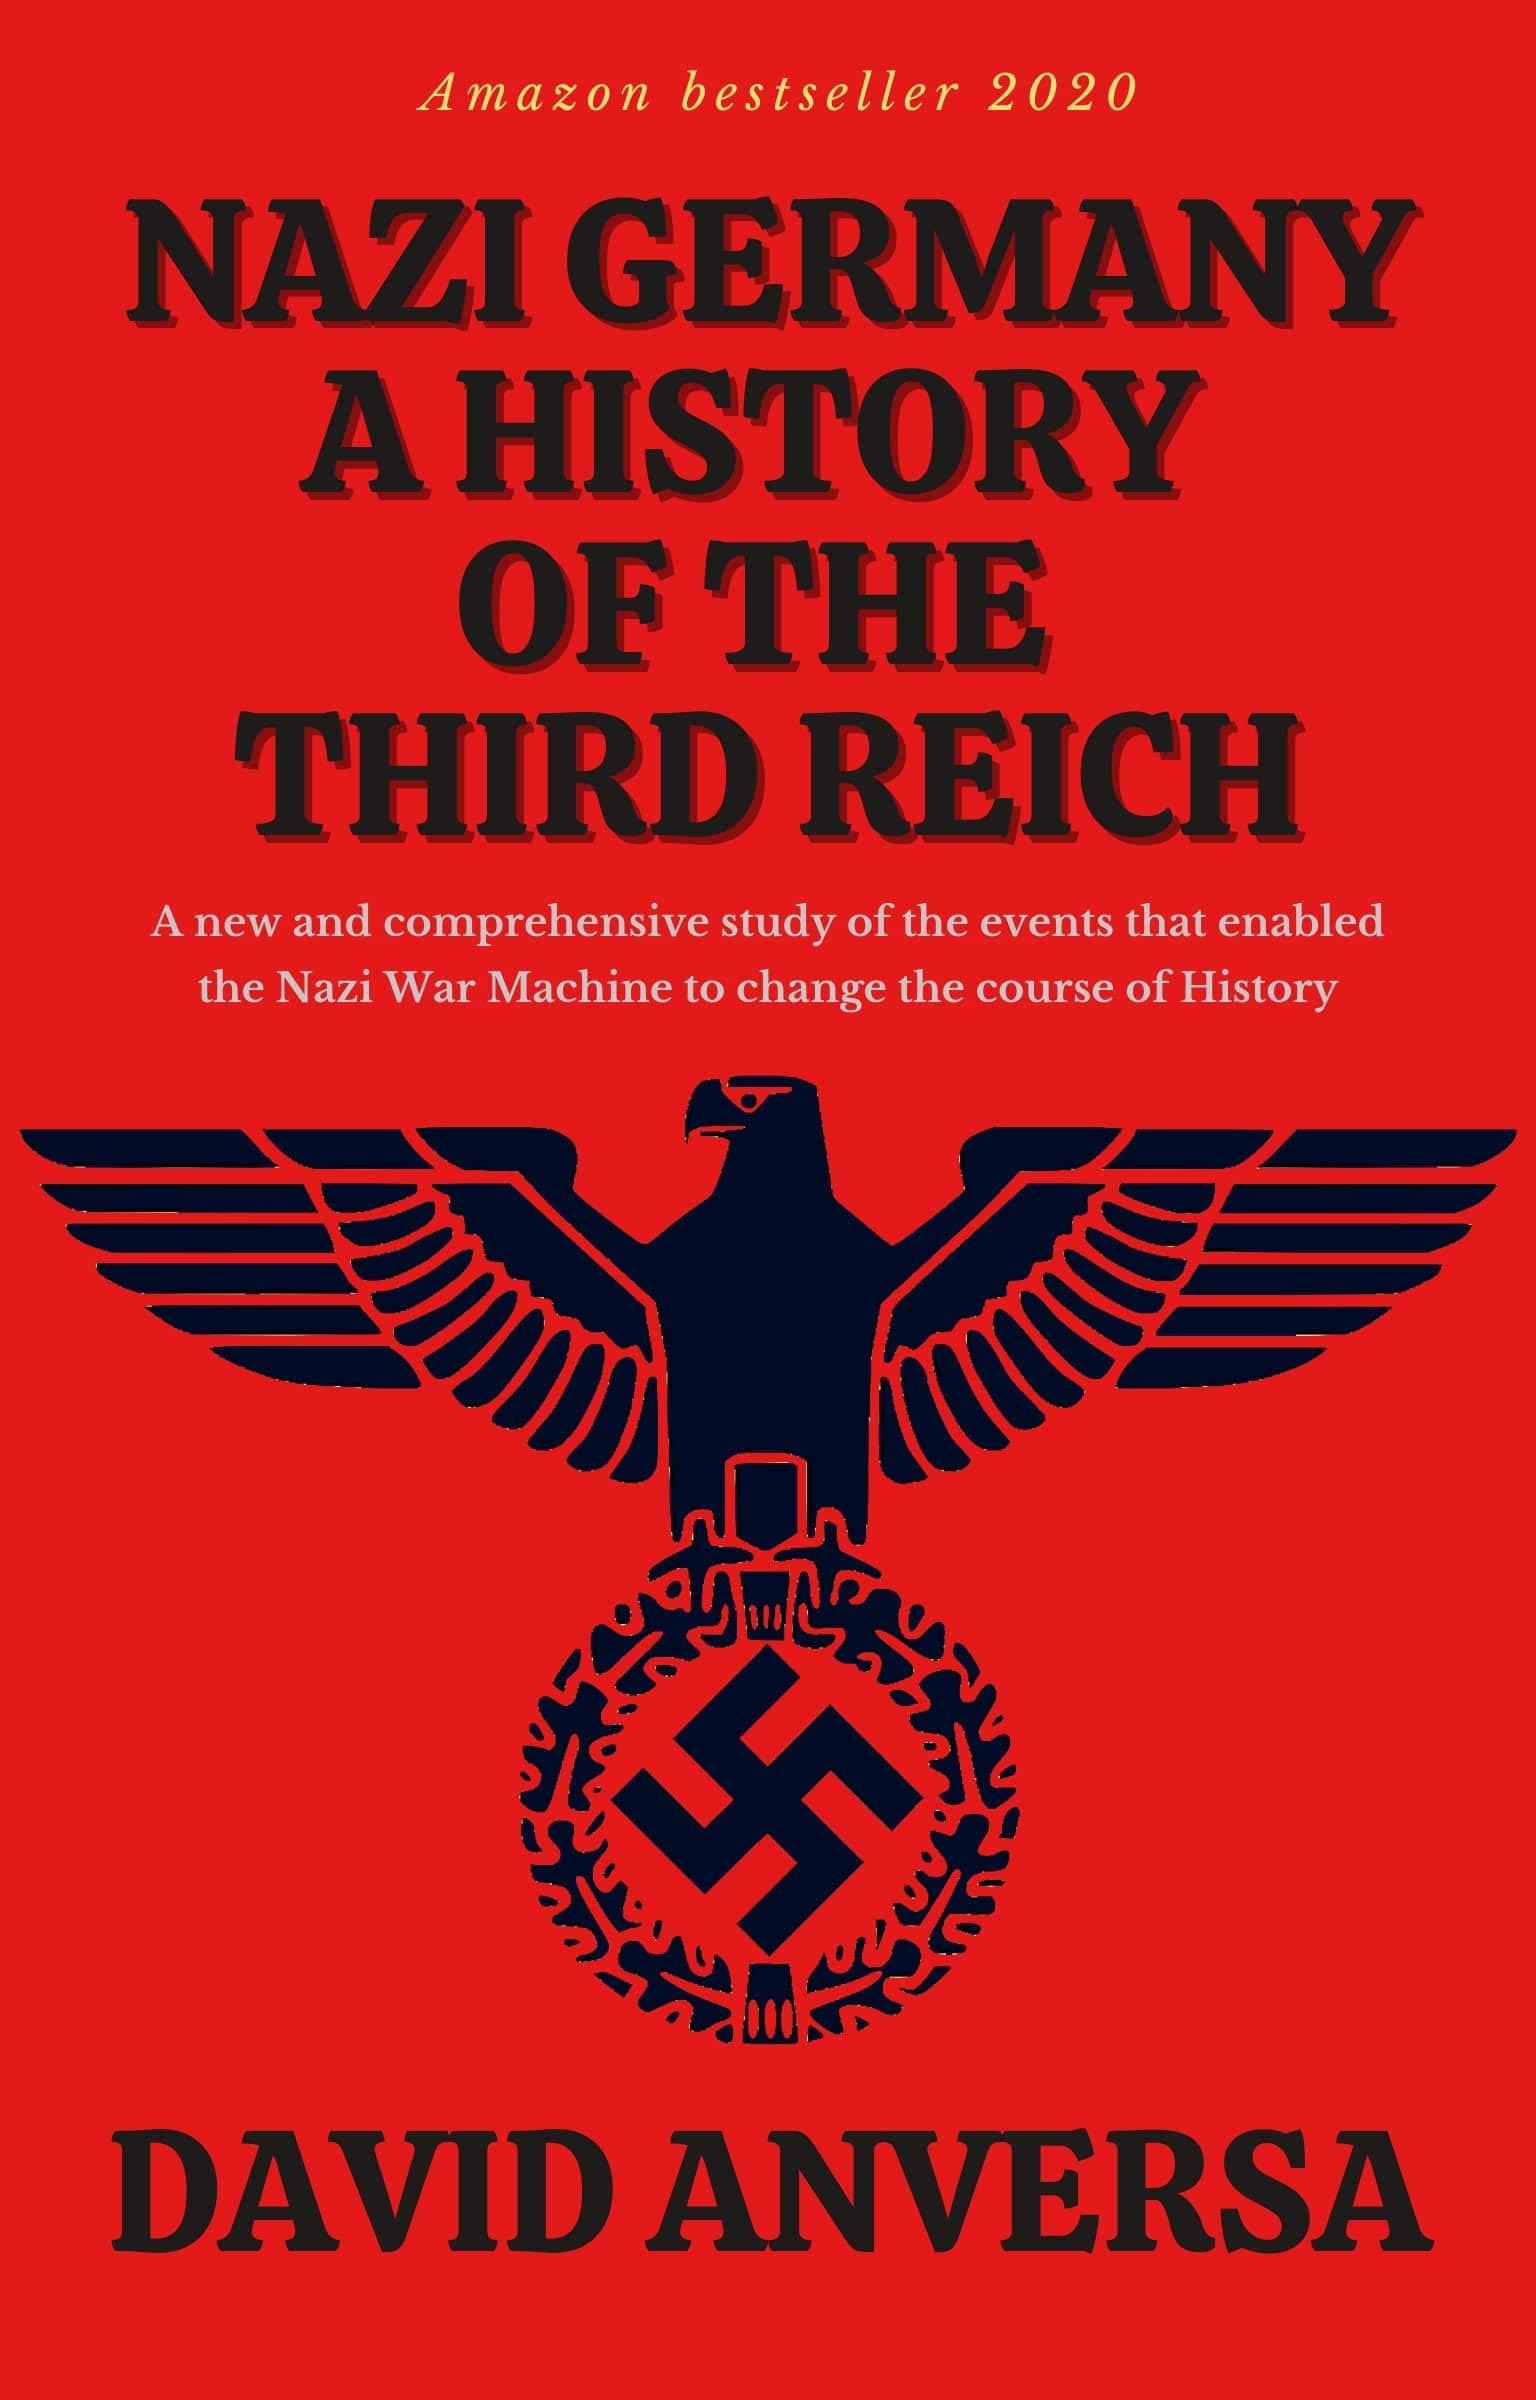 Amazon bestseller 2020
NAZI GERMANY
A HISTORY
OF THE
THIRD REICH
A new and comprehensive study of the events that enabled
the Nazi War Machine to change the course of History
DAVID ANVERSA